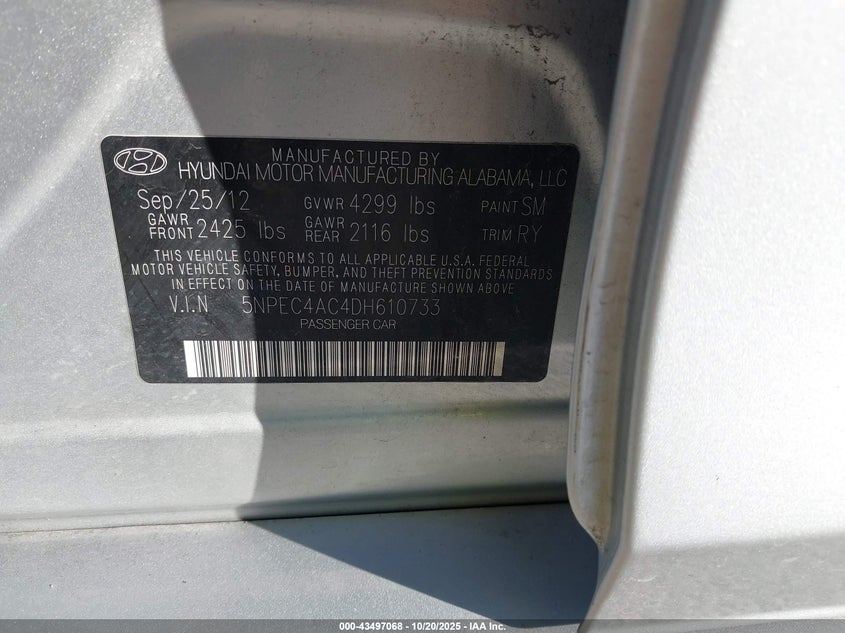 MANUFACTURED BY
HYUNDAI MOTOR MANUFACTURING ALABAMA, LLC
Sep/25/12 GVWR 4299 lbs PAINT SM
GAWR FRONT 2425 lbs GAWR REAR 2116 lbs TRIM RY
THIS VEHICLE CONFORMS TO ALL APPLICABLE U.S.A. FEDERAL
MOTOR VEHICLE SAFETY, BUMPER, AND THEFT PREVENTION STANDARDS
IN EFFECT ON THE DATE OF MANUFACTURE SHOWN ABOVE
V.I.N 5NPEC4AC4DH610733
PASSENGER CAR
000-43497068 - 10/20/2025 - IAA Inc.